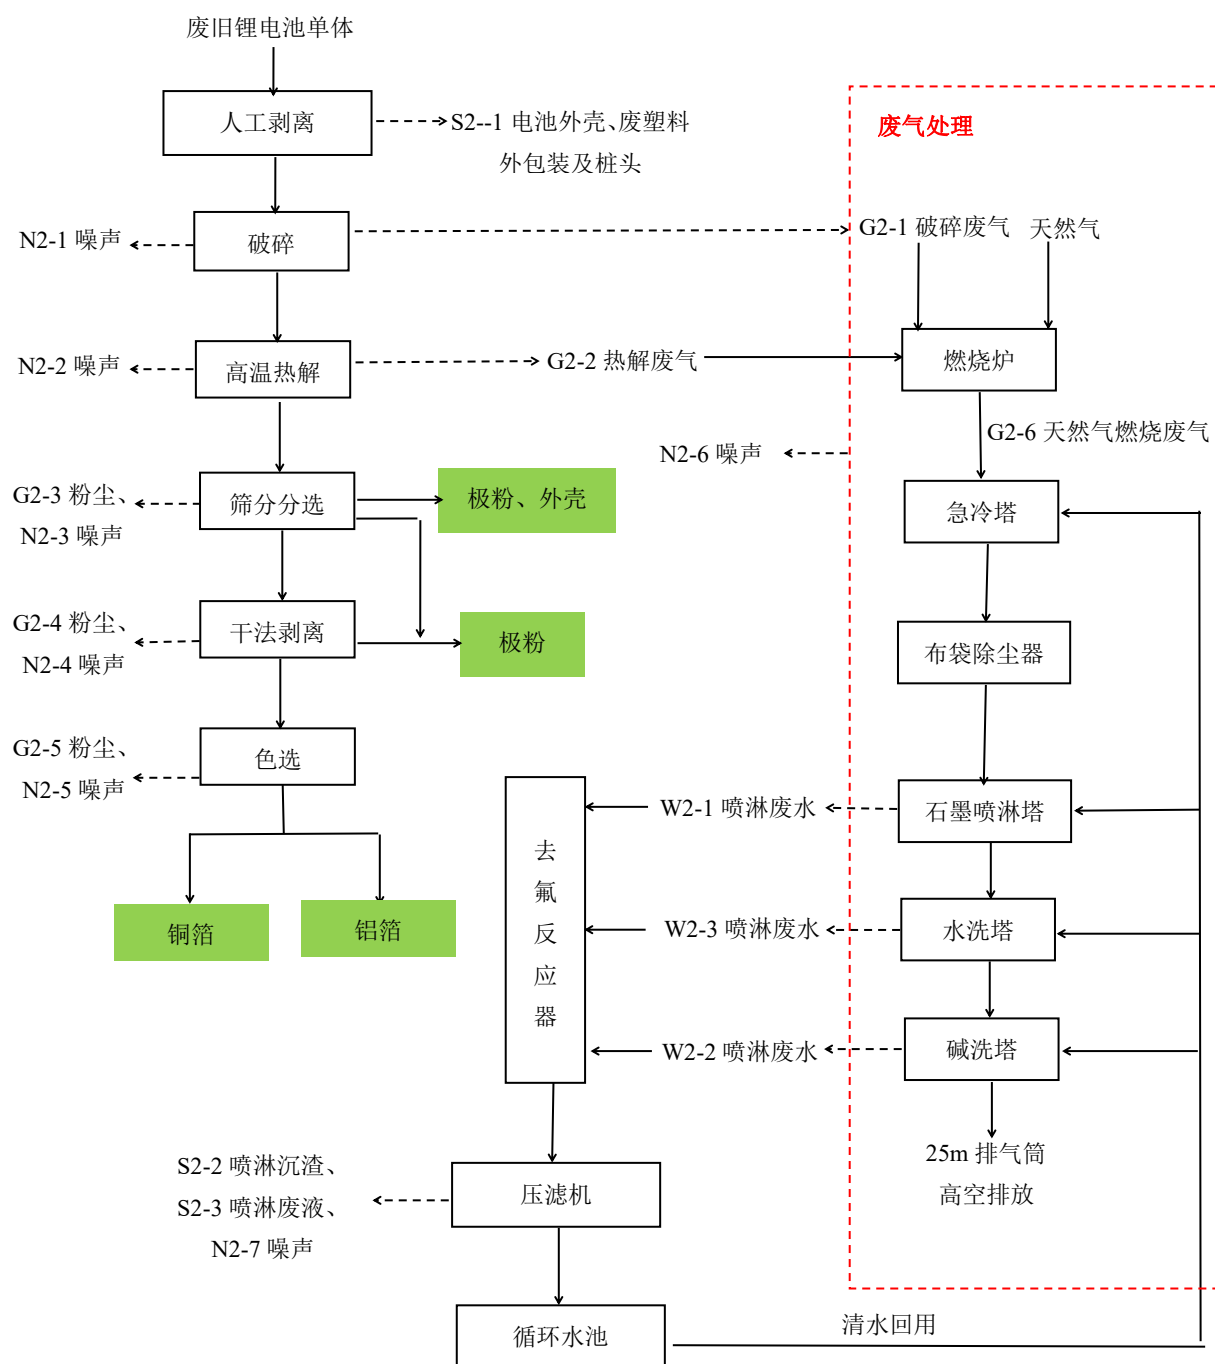 废旧锂电池单体
人工剥离
S2--1 电池外壳、废塑料
外包装及桩头
废气处理
N2-1 噪声
破碎
G2-1 破碎废气
天然气
N2-2 噪声
高温热解
G2-2 热解废气
燃烧炉
G2-6 天然气燃烧废气
N2-6 噪声
G2-3 粉尘、
N2-3 噪声
筛分分选
极粉、外壳
急冷塔
G2-4 粉尘、
N2-4 噪声
干法剥离
极粉
布袋除尘器
G2-5 粉尘、
N2-5 噪声
色选
铜箔
铝箔
去
氟
反
应
器
W2-1 喷淋废水
石墨喷淋塔
W2-3 喷淋废水
水洗塔
W2-2 喷淋废水
碱洗塔
25m 排气筒
高空排放
S2-2 喷淋沉渣、
S2-3 喷淋废液、
N2-7 噪声
压滤机
循环水池
清水回用